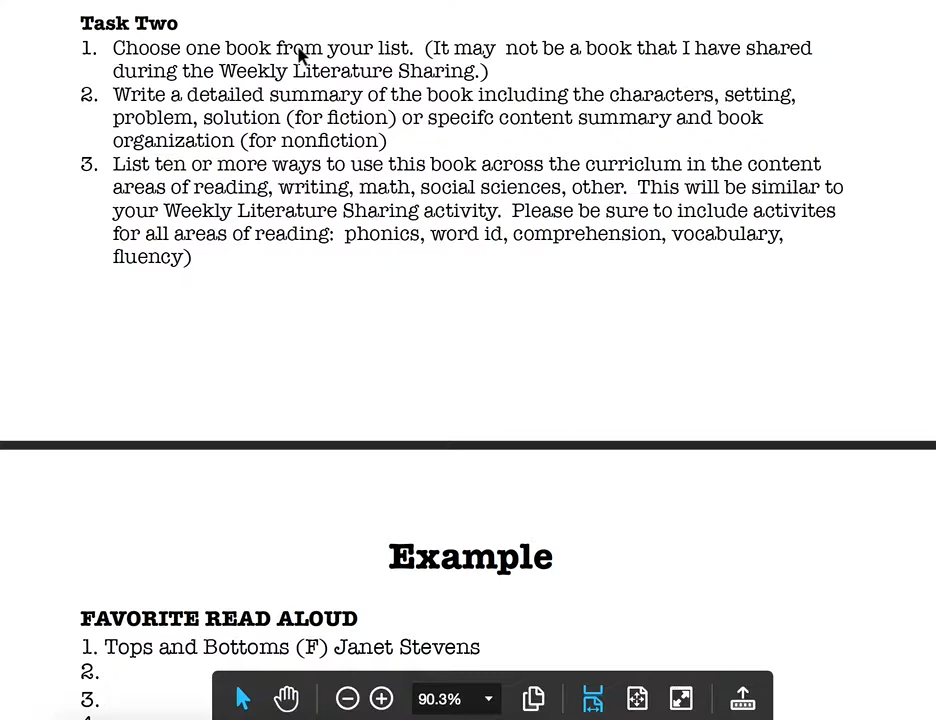 Task Two
1. Choose one book from your list. (It may not be a book that I have shared
during the Weekly Literature Sharing.)
2. Write a detailed summary of the book including the characters, setting,
problem, solution (for fiction) or specifc content summary and book
organization (for nonfiction)
3. List ten or more ways to use this book across the curriclum in the content
areas of reading, writing, math, social sciences, other. This will be similar to
your Weekly Literature Sharing activity. Please be sure to include activites
for all areas of reading: phonics, word id, comprehension, vocabulary,
fluency)
Example
FAVORITE READ ALOUD
1. Tops and Bottoms (F) Janet Stevens
2.
3.
90.3%